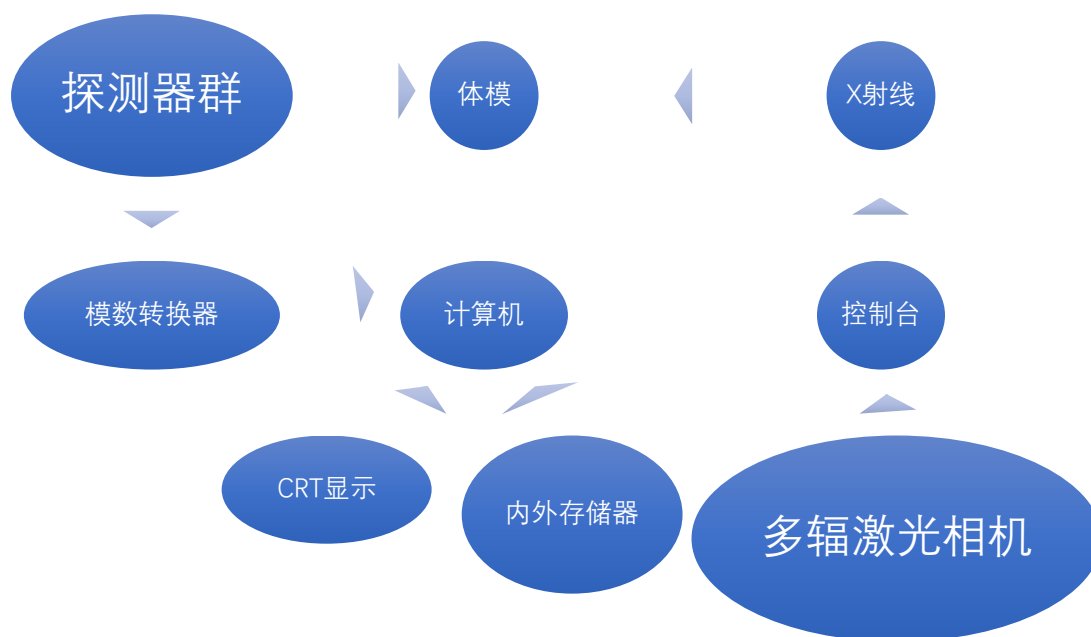 探测器群
体模
X射线
模数转换器
计算机
控制台
CRT显示
内外存储器
多辐激光相机